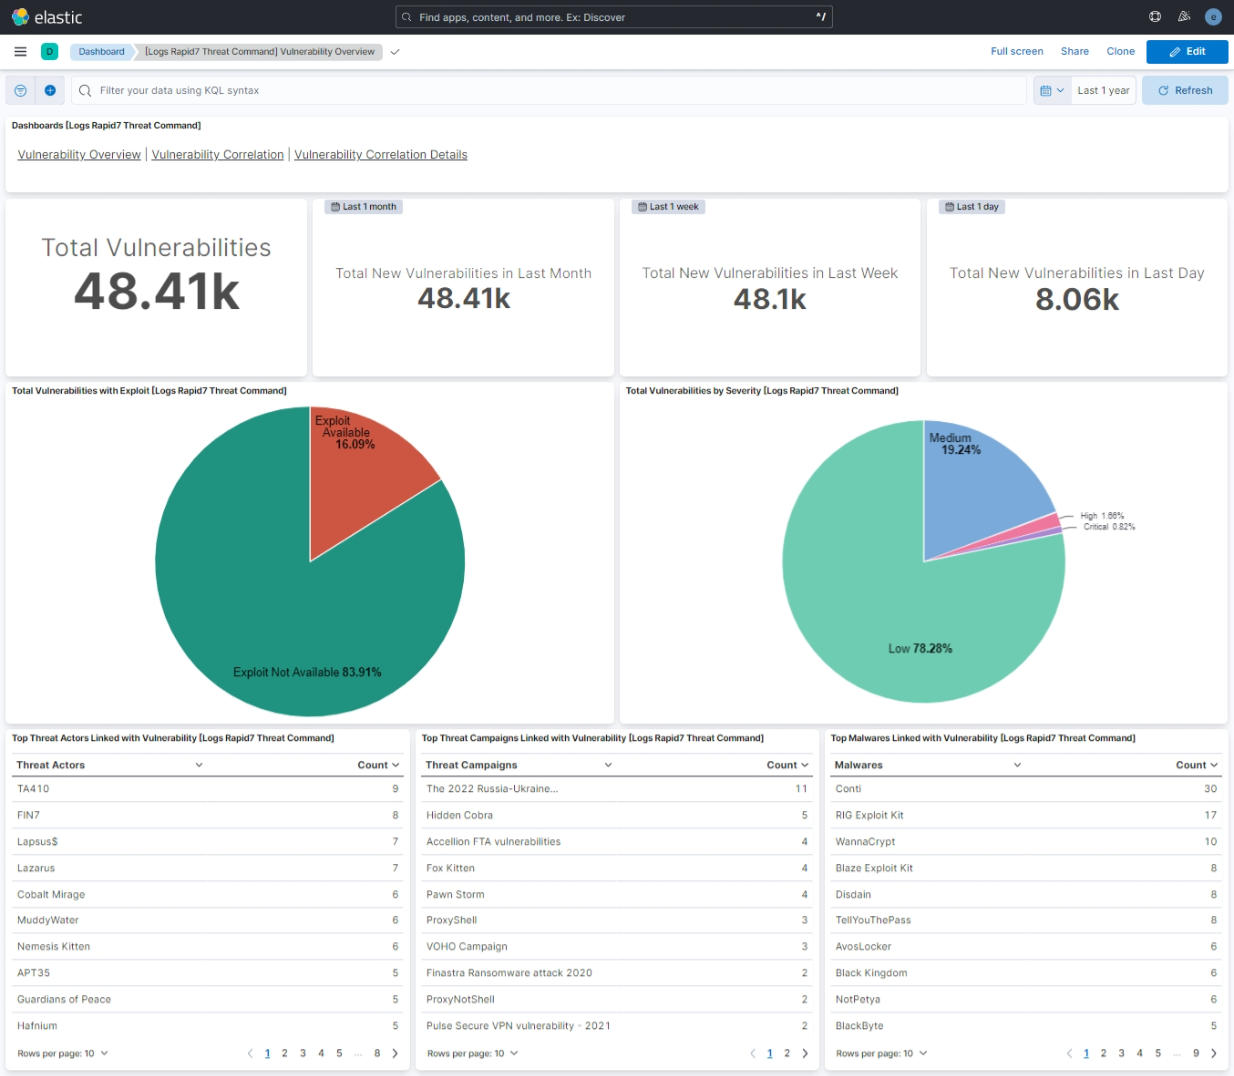 elastic
Find apps, content, and more. Ex: Discover
^/
e
D
Dashboard
[Logs Rapid7 Threat Command] Vulnerability Overview
Full screen
Share
Clone
Edit
Filter your data using KQL syntax
Last 1 year
Refresh
Dashboards [Logs Rapid7 Threat Command]
Vulnerability Overview | Vulnerability Correlation | Vulnerability Correlation Details
Total Vulnerabilities
48.41k
Last 1 month
Total New Vulnerabilities in Last Month
48.41k
Last 1 week
Total New Vulnerabilities in Last Week
48.1k
Last 1 day
Total New Vulnerabilities in Last Day
8.06k
Total Vulnerabilities with Exploit [Logs Rapid7 Threat Command]
Exploit
Available
16.09%
Exploit Not Available 83.91%
Total Vulnerabilities by Severity [Logs Rapid7 Threat Command]
Medium
19.24%
High 1.66%
Critical 0.82%
Low 78.28%
Top Threat Actors Linked with Vulnerability [Logs Rapid7 Threat Command]
Threat Actors Count
TA410 9
FIN7 8
Lapsus$ 7
Lazarus 7
Cobalt Mirage 6
MuddyWater 6
Nemesis Kitten 6
APT35 5
Guardians of Peace 5
Hafnium 5
Rows per page: 10 1 2 3 4 5 ... 8
Top Threat Campaigns Linked with Vulnerability [Logs Rapid7 Threat Command]
Threat Campaigns Count
The 2022 Russia-Ukraine... 11
Hidden Cobra 5
Accellion FTA vulnerabilities 4
Fox Kitten 4
Pawn Storm 4
ProxyShell 3
VOHO Campaign 3
Finastra Ransomware attack 2020 2
ProxyNotShell 2
Pulse Secure VPN vulnerability - 2021 2
Rows per page: 10 1 2
Top Malwares Linked with Vulnerability [Logs Rapid7 Threat Command]
Malwares Count
Conti 30
RIG Exploit Kit 17
WannaCrypt 10
Blaze Exploit Kit 8
Disdain 8
TellYouThePass 8
AvosLocker 6
Black Kingdom 6
NotPetya 6
BlackByte 5
Rows per page: 10 1 2 3 4 5 ... 9